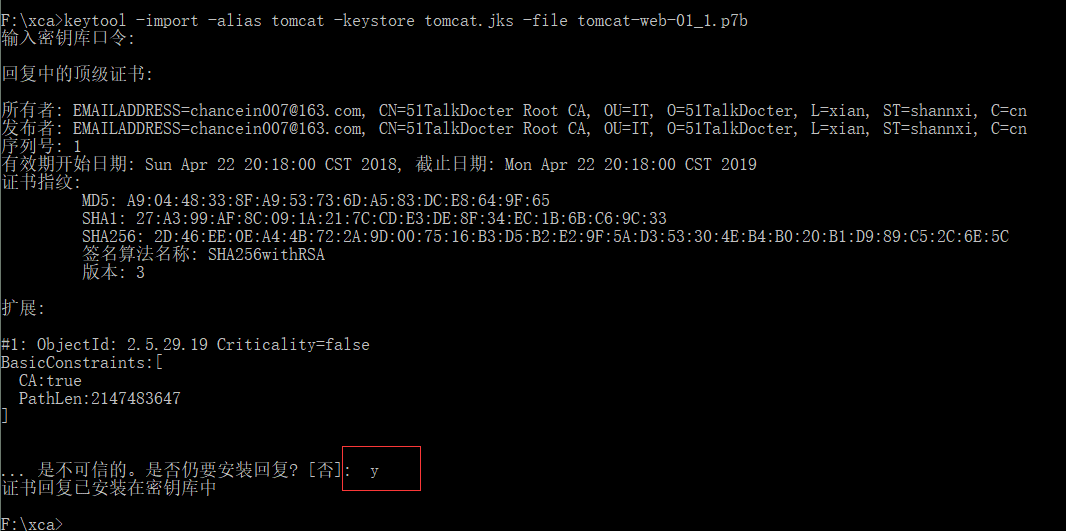 F:\xca>keytool -import -alias tomcat -keystore tomcat.jks -file tomcat-web-01_1.p7b
输入密钥库口令:
回复中的顶级证书:
所有者: EMAILADDRESS=chancein007@163.com, CN=51TalkDocter Root CA, OU=IT, O=51TalkDocter, L=xian, ST=shannxi, C=cn
发布者: EMAILADDRESS=chancein007@163.com, CN=51TalkDocter Root CA, OU=IT, O=51TalkDocter, L=xian, ST=shannxi, C=cn
序列号: 1
有效期开始日期: Sun Apr 22 20:18:00 CST 2018, 截止日期: Mon Apr 22 20:18:00 CST 2019
证书指纹:
MD5: A9:04:48:33:8F:A9:53:73:6D:A5:83:DC:E8:64:9F:65
SHA1: 27:A3:99:AF:8C:09:1A:21:7C:CD:E3:DE:8F:34:EC:1B:6B:C6:9C:33
SHA256: 2D:46:EE:0E:A4:4B:72:2A:9D:00:75:16:B3:D5:B2:E2:9F:5A:D3:53:30:4E:B4:B0:20:B1:D9:89:C5:2C:6E:5C
签名算法名称: SHA256withRSA
版本: 3
扩展:
#1: ObjectId: 2.5.29.19 Criticality=false
BasicConstraints:[
CA:true
PathLen:2147483647
]
... 是不可信的。是否仍要安装回复? [否]: y
证书回复已安装在密钥库中
F:\xca>